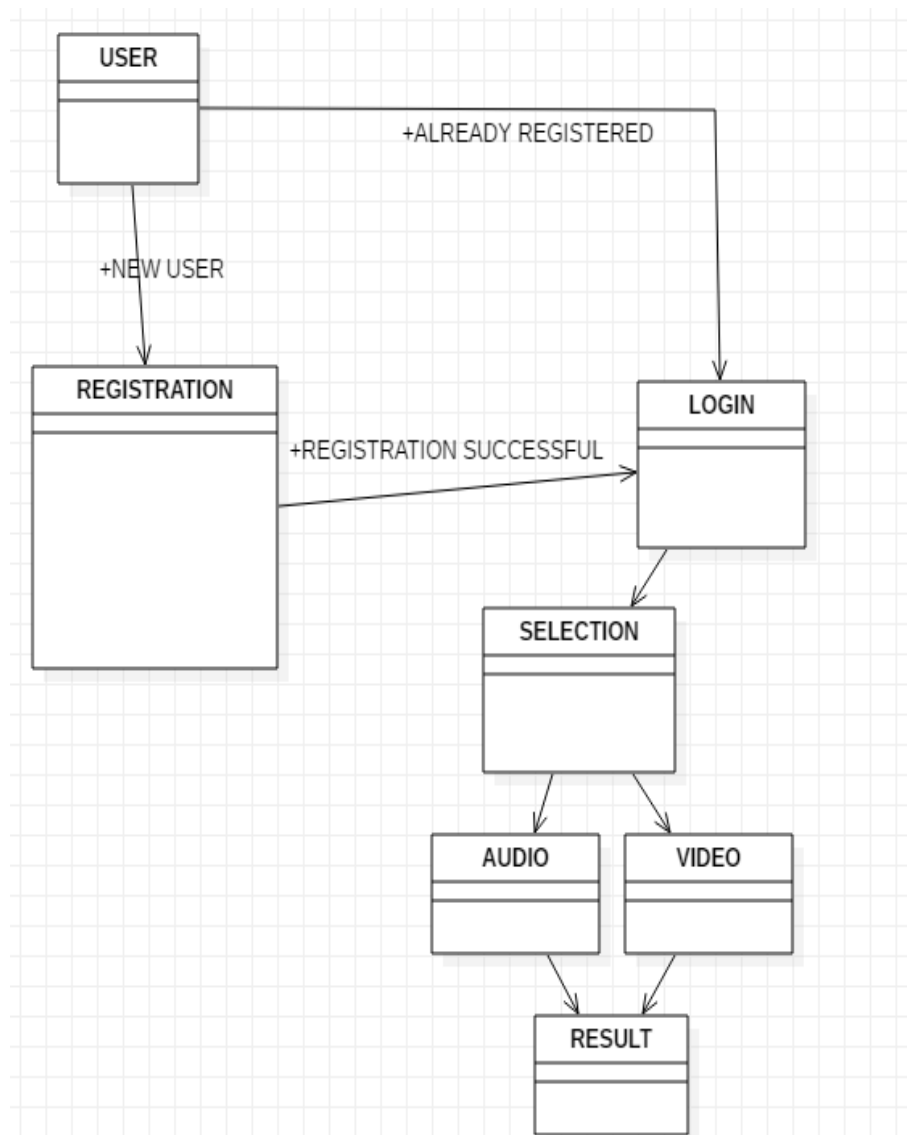 USER
+ALREADY REGISTERED
+NEW USER
REGISTRATION
LOGIN
+REGISTRATION SUCCESSFUL
SELECTION
AUDIO
VIDEO
RESULT